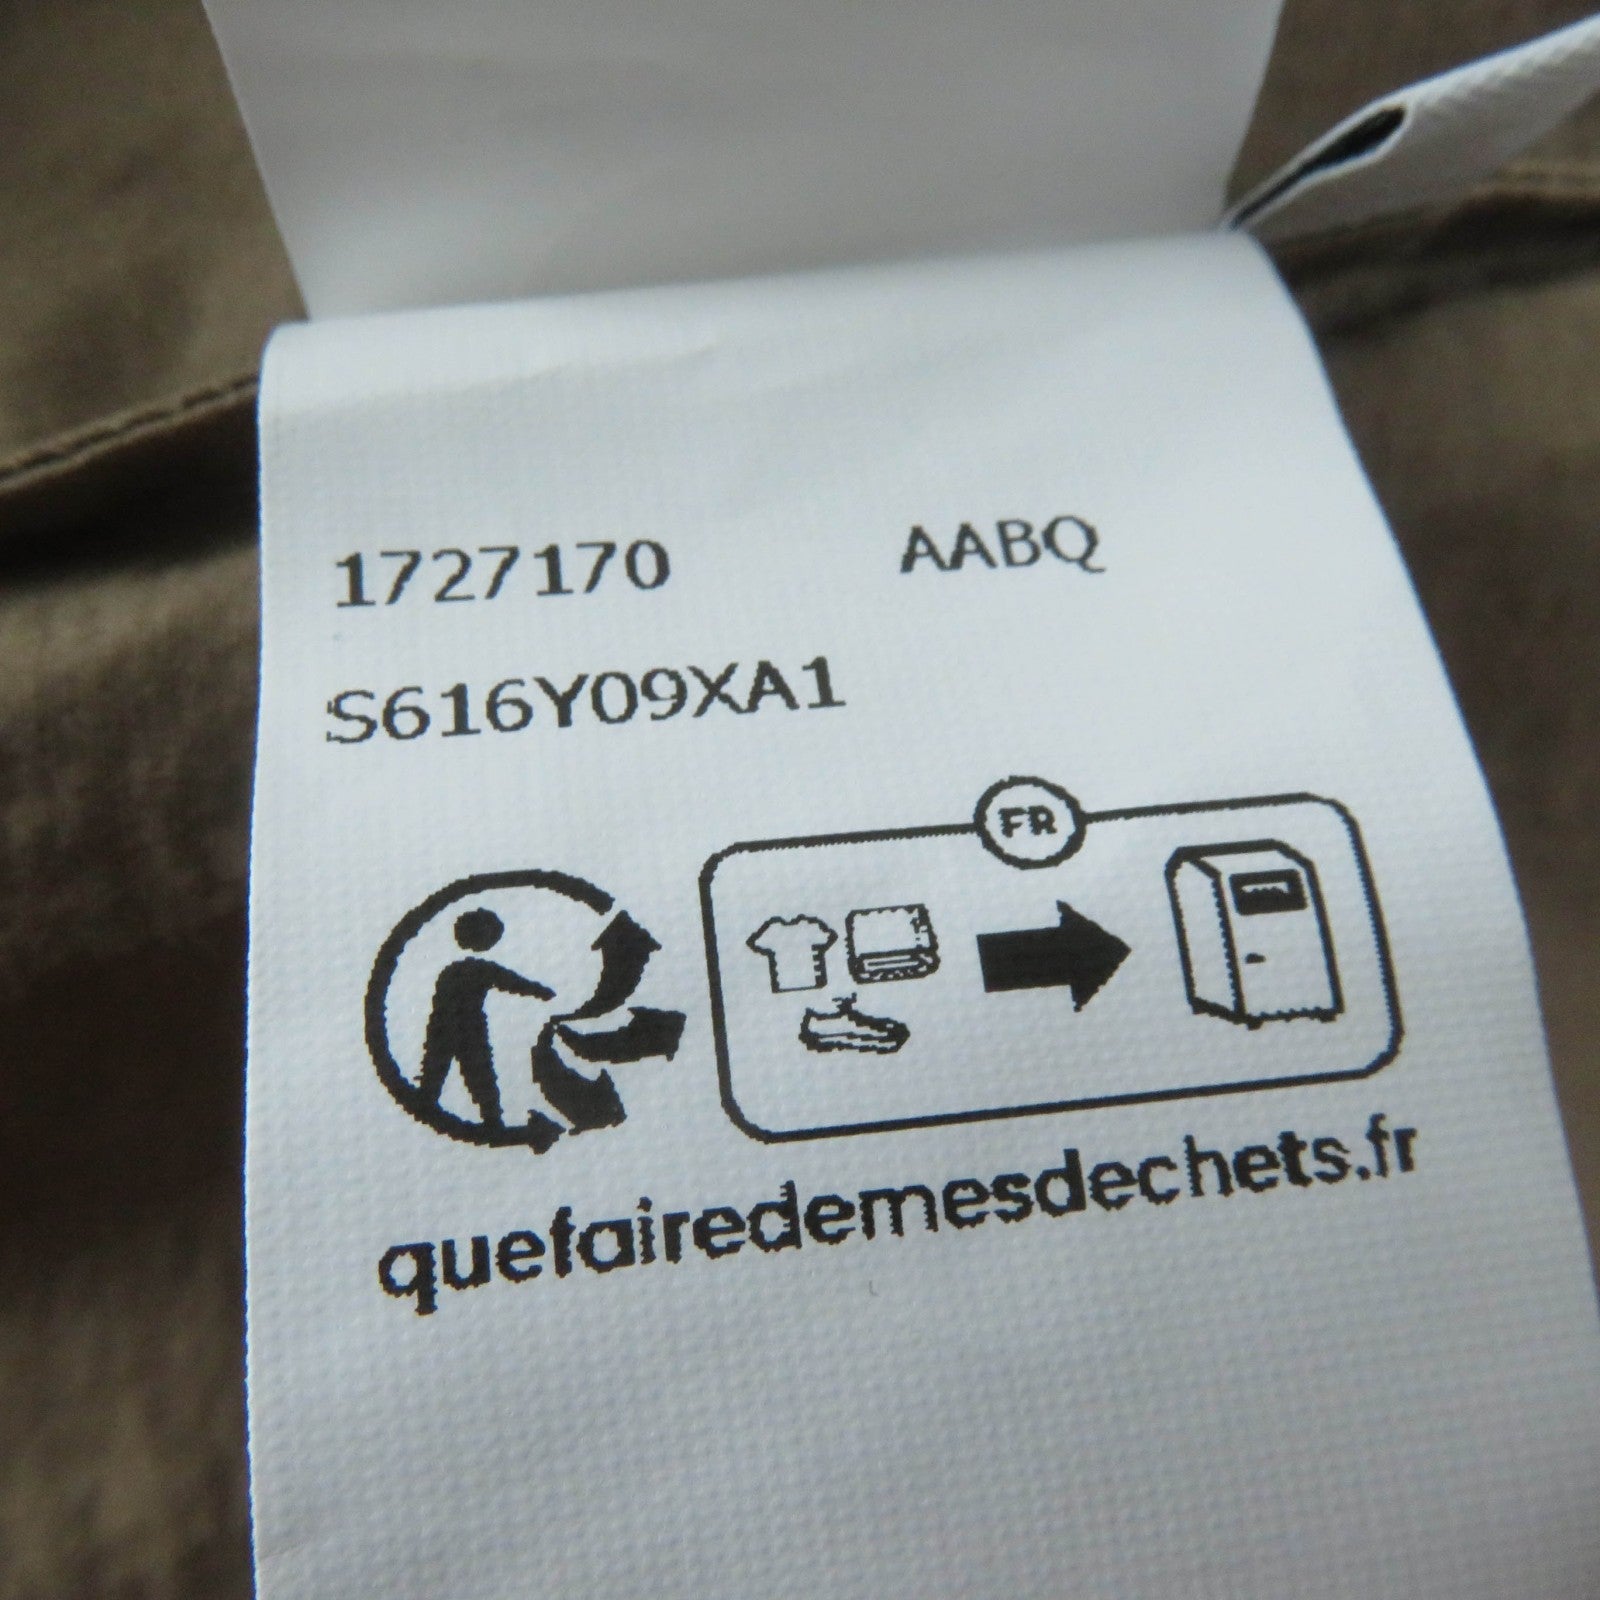 1727170 AABQ
S616Y09XA1
FR
quefairedemesdechets.fr